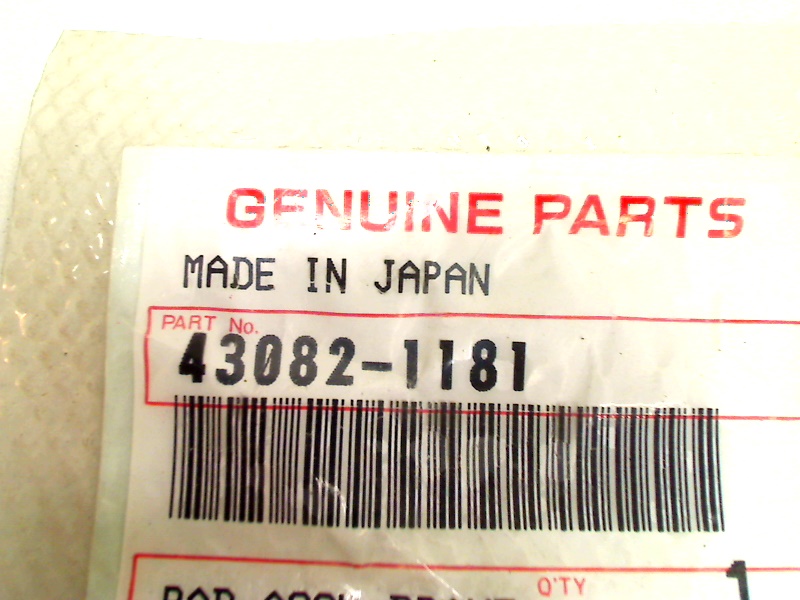 GENUINE PARTS
MADE IN JAPAN
PART No.
43082-1181
Q'TY
1